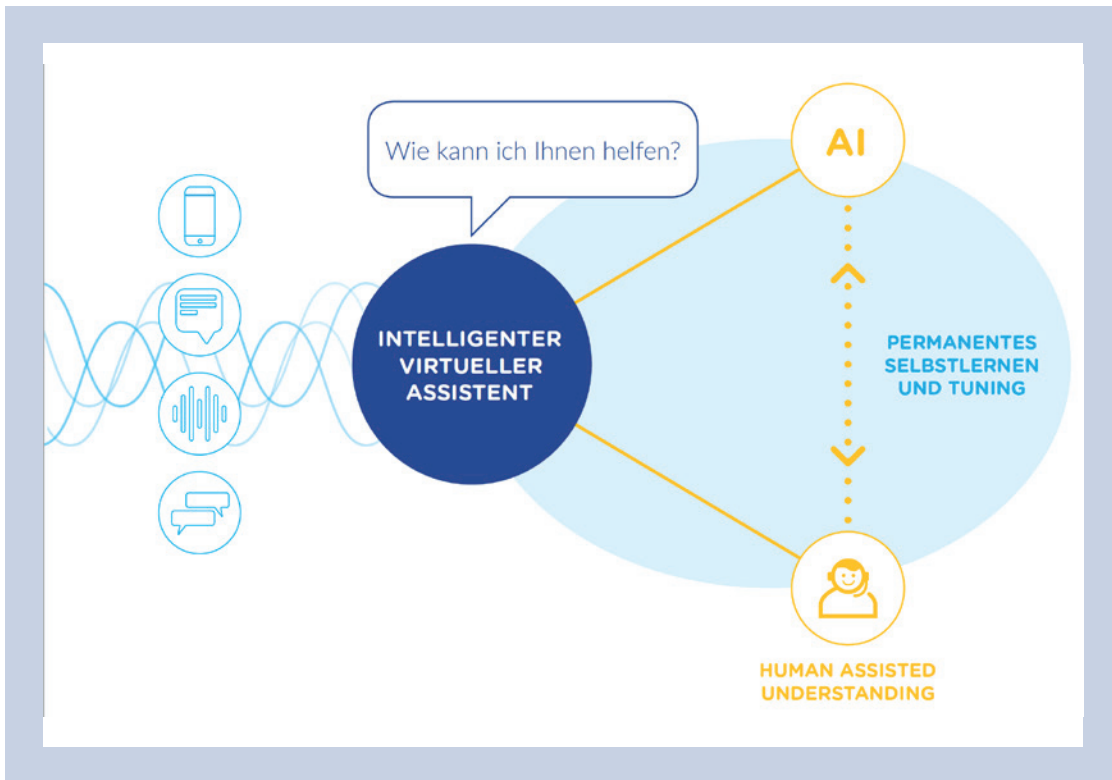 Wie kann ich Ihnen helfen?
AI
INTELLIGENTER
VIRTUELLER
ASSISTENT
PERMANENTES
SELBSTLERNEN
UND TUNING
HUMAN ASSISTED
UNDERSTANDING